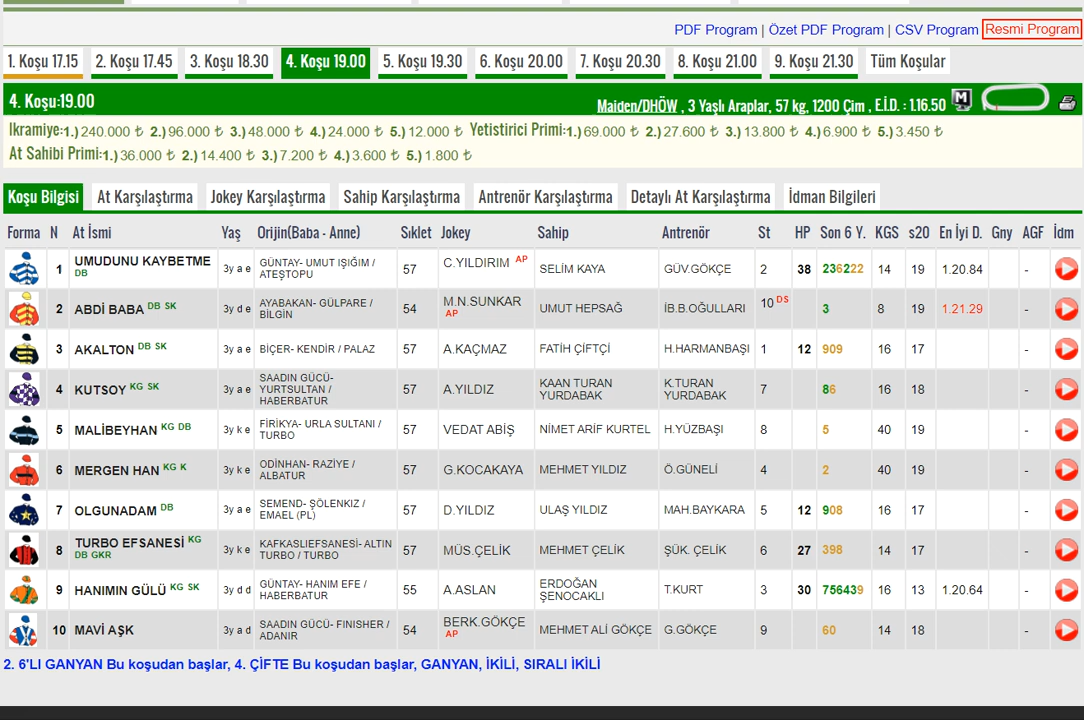 PDF Program | Özet PDF Program | CSV Program Resmi Program
1. Koşu 17.15 2. Koşu 17.45 3. Koşu 18.30 4. Koşu 19.00 5. Koşu 19.30 6. Koşu 20.00 7. Koşu 20.30 8. Koşu 21.00 9. Koşu 21.30 Tüm Koşular
4. Koşu:19.00 Maiden/DHÖW , 3 Yaşlı Araplar, 57 kg, 1200 Çim , E.İ.D. : 1.16.50 M
Ikramiye:1.) 240.000 ₺ 2.) 96.000 ₺ 3.) 48.000 ₺ 4.) 24.000 ₺ 5.) 12.000 ₺ Yetistirici Primi:1.) 69.000 ₺ 2.) 27.600 ₺ 3.) 13.800 ₺ 4.) 6.900 ₺ 5.) 3.450 ₺
At Sahibi Primi:1.) 36.000 ₺ 2.) 14.400 ₺ 3.) 7.200 ₺ 4.) 3.600 ₺ 5.) 1.800 ₺
Koşu Bilgisi At Karşılaştırma Jokey Karşılaştırma Sahip Karşılaştırma Antrenör Karşılaştırma Detaylı At Karşılaştırma İdman Bilgileri
Forma N At İsmi Yaş Orijin(Baba - Anne) Sıklet Jokey Sahip Antrenör St HP Son 6 Y. KGS s20 En İyi D. Gny AGF İdm
1 UMUDUNU KAYBETME DB 3y a e GÜNTAY- UMUT IŞIĞIM / ATEŞTOPU 57 C.YILDIRIM AP SELİM KAYA GÜV.GÖKÇE 2 38 236222 14 19 1.20.84 -
2 ABDİ BABA DB SK 3y d e AYABAKAN- GÜLPARE / BİLGİN 54 M.N.SUNKAR AP UMUT HEPSAĞ İB.B.OĞULLARI 10 DS 3 8 19 1.21.29 -
3 AKALTON DB SK 3y a e BİÇER- KENDİR / PALAZ 57 A.KAÇMAZ FATİH ÇİFTÇİ H.HARMANBAŞI 1 12 909 16 17 -
4 KUTSOY KG SK 3y a e SAADIN GÜCÜ- YURTSULTAN / HABERBATUR 57 A.YILDIZ KAAN TURAN YURDABAK K.TURAN YURDABAK 7 86 16 18 -
5 MALİBEYHAN KG DB 3y k e FİRİKYA- URLA SULTANI / TURBO 57 VEDAT ABİŞ NİMET ARİF KURTEL H.YÜZBAŞI 8 5 40 19 -
6 MERGEN HAN KG K 3y k e ODİNHAN- RAZİYE / ALBATUR 57 G.KOCAKAYA MEHMET YILDIZ Ö.GÜNELİ 4 2 40 19 -
7 OLGUNADAM DB 3y a e SEMEND- ŞÖLENKIZ / EMAEL (PL) 57 D.YILDIZ ULAŞ YILDIZ MAH.BAYKARA 5 12 908 16 17 -
8 TURBO EFSANESİ KG DB GKR 3y k e KAFKASLIEFSANESİ- ALTIN TURBO / TURBO 57 MÜS.ÇELİK MEHMET ÇELİK ŞÜK. ÇELİK 6 27 398 14 17 -
9 HANIMIN GÜLÜ KG SK 3y d d GÜNTAY- HANIM EFE / HABERBATUR 55 A.ASLAN ERDOĞAN ŞENOCAKLI T.KURT 3 30 756439 16 13 1.20.64 -
10 MAVİ AŞK 3y a d SAADIN GÜCÜ- FINISHER / ADANIR 54 BERK.GÖKÇE AP MEHMET ALİ GÖKÇE G.GÖKÇE 9 60 14 18 -
2. 6'LI GANYAN Bu koşudan başlar, 4. ÇİFTE Bu koşudan başlar, GANYAN, İKİLİ, SIRALI İKİLİ